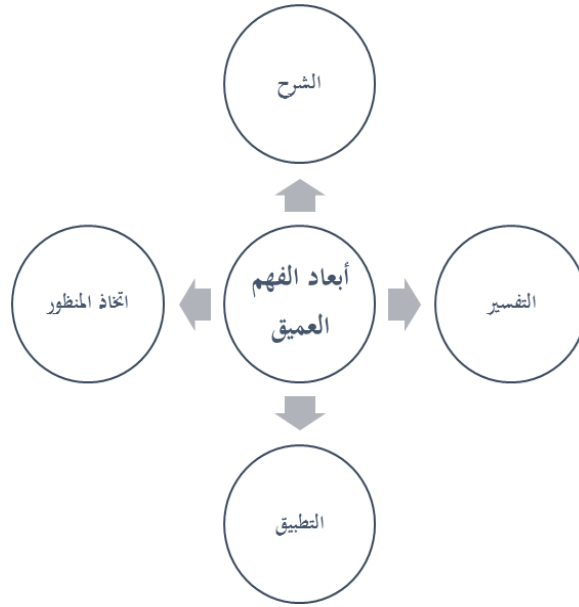 الشرح
أبعاد الفهم
العميق
التفسير
اتخاذ المنظور
التطبيق